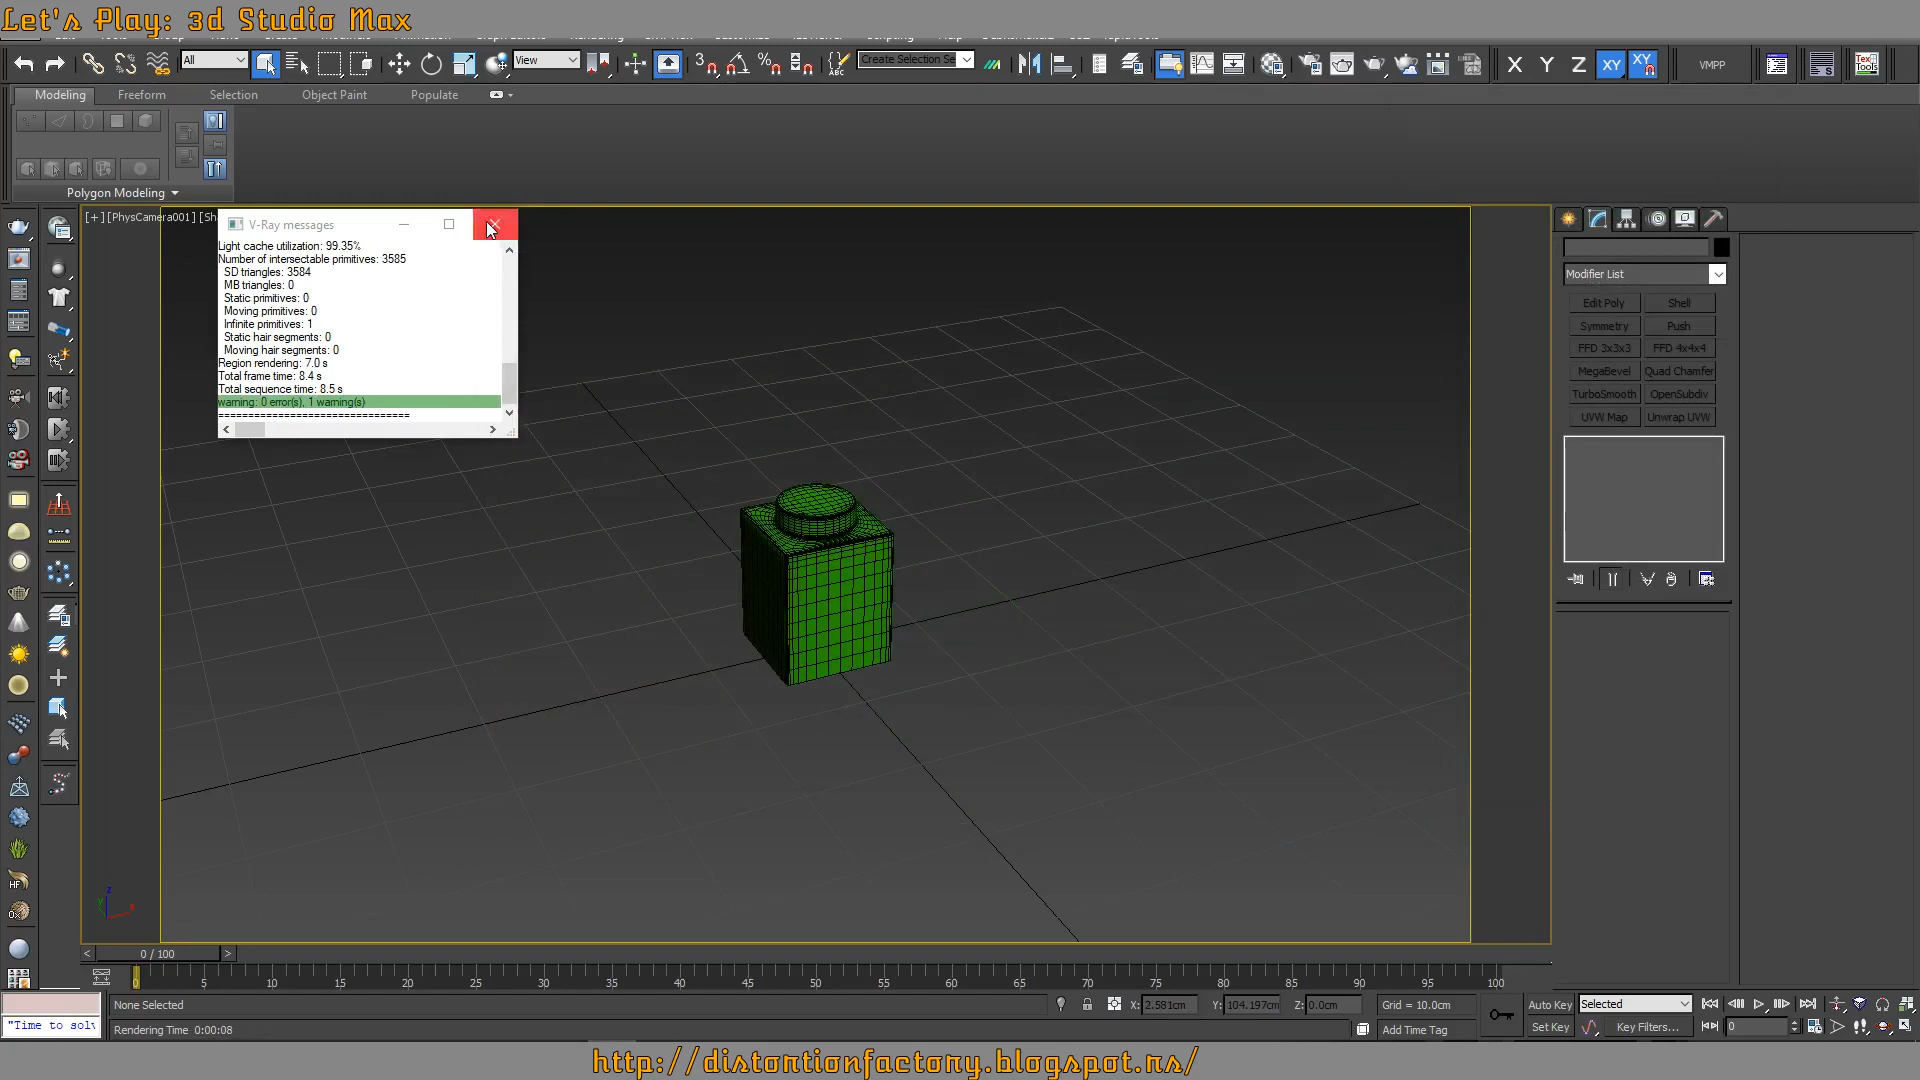 Let's Play: 3d Studio Max
All
View
Create Selection Se
X
Y
Z
XY
XY
VMPP
Modeling
Freeform
Selection
Object Paint
Populate
Polygon Modeling
[+] [PhysCamera001] [Sh
V-Ray messages
Light cache utilization: 99.35%
Number of intersectable primitives: 3585
SD triangles: 3584
MB triangles: 0
Static primitives: 0
Moving primitives: 0
Infinite primitives: 1
Static hair segments: 0
Moving hair segments: 0
Region rendering: 7.0 s
Total frame time: 8.4 s
Total sequence time: 8.5 s
warning: 0 error(s), 1 warning(s)
================================
Modifier List
Edit Poly Shell
Symmetry Push
FFD 3x3x3 FFD 4x4x4
MegaBevel Quad Chamfer
TurboSmooth OpenSubdiv
UVW Map Unwrap UVW
0 / 100
0 5 10 15 20 25 30 35 40 45 50 55 60 65 70 75 80 85 90 95 100
None Selected
X: 2.581cm Y: 104.197cm Z: 0.0cm
Grid = 10.0cm
Auto Key
Selected
"Time to solv
Rendering Time 0:00:08
Add Time Tag
Set Key
Key Filters...
0
http://distortionfactory.blogspot.rs/